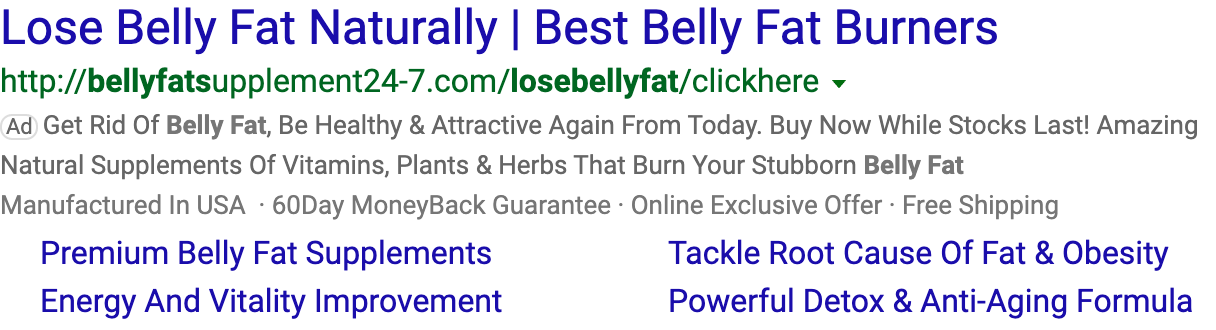 Lose Belly Fat Naturally | Best Belly Fat Burners
http://bellyfatsupplement24-7.com/losebellyfat/clickhere
Ad Get Rid Of Belly Fat, Be Healthy & Attractive Again From Today. Buy Now While Stocks Last! Amazing
Natural Supplements Of Vitamins, Plants & Herbs That Burn Your Stubborn Belly Fat
Manufactured In USA · 60Day MoneyBack Guarantee · Online Exclusive Offer · Free Shipping
Premium Belly Fat Supplements
Tackle Root Cause Of Fat & Obesity
Energy And Vitality Improvement
Powerful Detox & Anti-Aging Formula